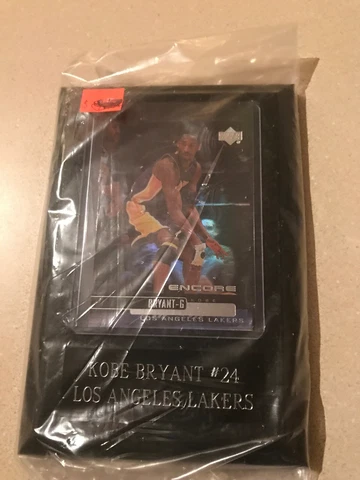 ENCORE
BRYANT-G
LOS ANGELES LAKERS
KOBE BRYANT #24
LOS ANGELES LAKERS